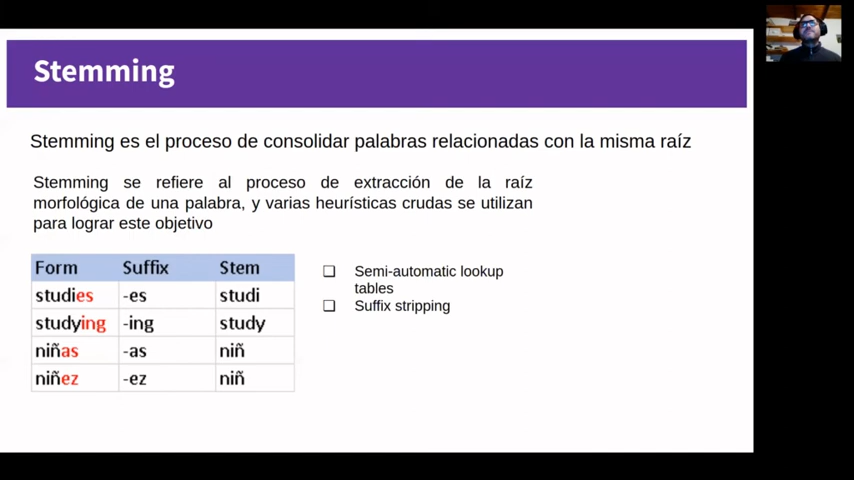 Stemming
Stemming es el proceso de consolidar palabras relacionadas con la misma raíz
Stemming se refiere al proceso de extracción de la raíz
morfológica de una palabra, y varias heurísticas crudas se utilizan
para lograr este objetivo
Form Suffix Stem
studies -es studi
studying -ing study
niñas -as niñ
niñez -ez niñ
❑ Semi-automatic lookup
tables
❑ Suffix stripping